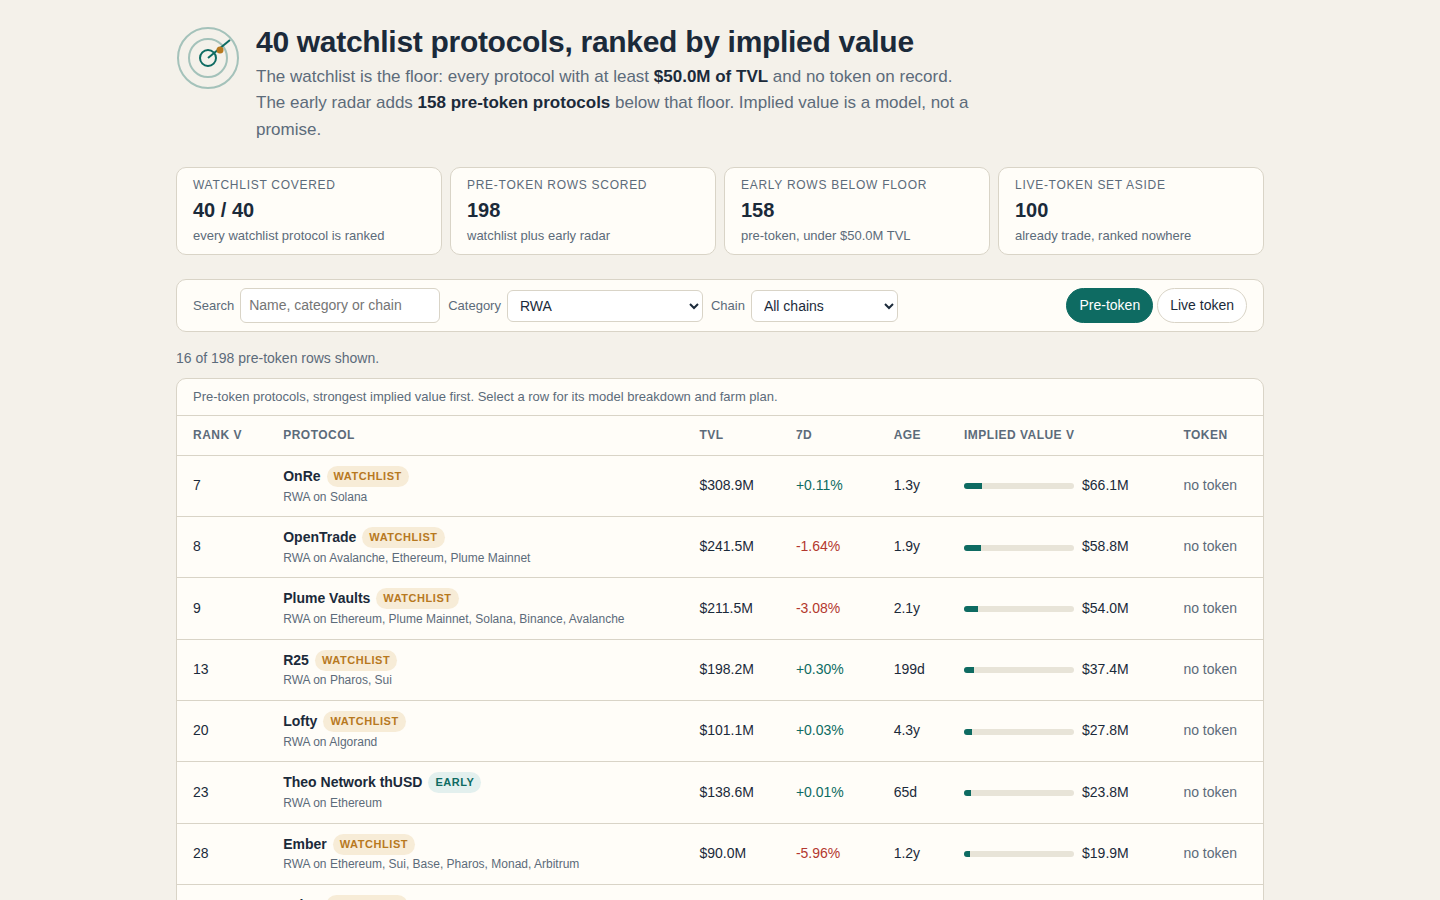 40 watchlist protocols, ranked by implied value
The watchlist is the floor: every protocol with at least $50.0M of TVL and no token on record.
The early radar adds 158 pre-token protocols below that floor. Implied value is a model, not a
promise.
WATCHLIST COVERED
40 / 40
every watchlist protocol is ranked
PRE-TOKEN ROWS SCORED
198
watchlist plus early radar
EARLY ROWS BELOW FLOOR
158
pre-token, under $50.0M TVL
LIVE-TOKEN SET ASIDE
100
already trade, ranked nowhere
Search Name, category or chain Category RWA Chain All chains Pre-token Live token
16 of 198 pre-token rows shown.
Pre-token protocols, strongest implied value first. Select a row for its model breakdown and farm plan.
RANK V PROTOCOL TVL 7D AGE IMPLIED VALUE V TOKEN
7 OnRe WATCHLIST $308.9M +0.11% 1.3y $66.1M no token
RWA on Solana
8 OpenTrade WATCHLIST $241.5M -1.64% 1.9y $58.8M no token
RWA on Avalanche, Ethereum, Plume Mainnet
9 Plume Vaults WATCHLIST $211.5M -3.08% 2.1y $54.0M no token
RWA on Ethereum, Plume Mainnet, Solana, Binance, Avalanche
13 R25 WATCHLIST $198.2M +0.30% 199d $37.4M no token
RWA on Pharos, Sui
20 Lofty WATCHLIST $101.1M +0.03% 4.3y $27.8M no token
RWA on Algorand
23 Theo Network thUSD EARLY $138.6M +0.01% 65d $23.8M no token
RWA on Ethereum
28 Ember WATCHLIST $90.0M -5.96% 1.2y $19.9M no token
RWA on Ethereum, Sui, Base, Pharos, Monad, Arbitrum